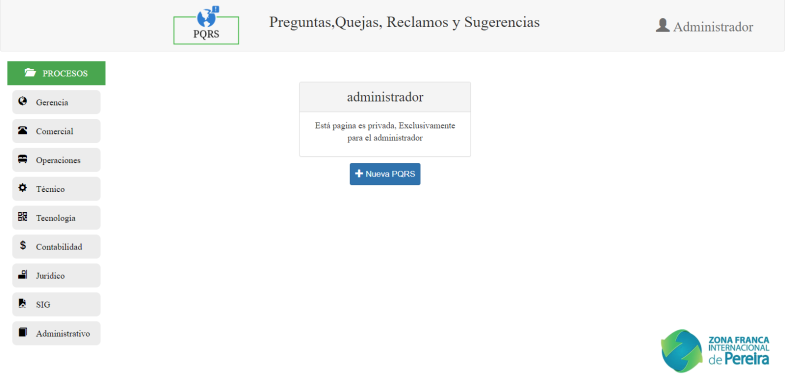 PQRS
Preguntas,Quejas, Reclamos y Sugerencias
Administrador
PROCESOS
Gerencia
Comercial
Operaciones
Técnico
Tecnología
Contabilidad
Jurídico
SIG
Administrativo
administrador
Está pagina es privada, Exclusivamente
para el administrador
Nueva PQRS
ZONA FRANCA
INTERNACIONAL
de Pereira